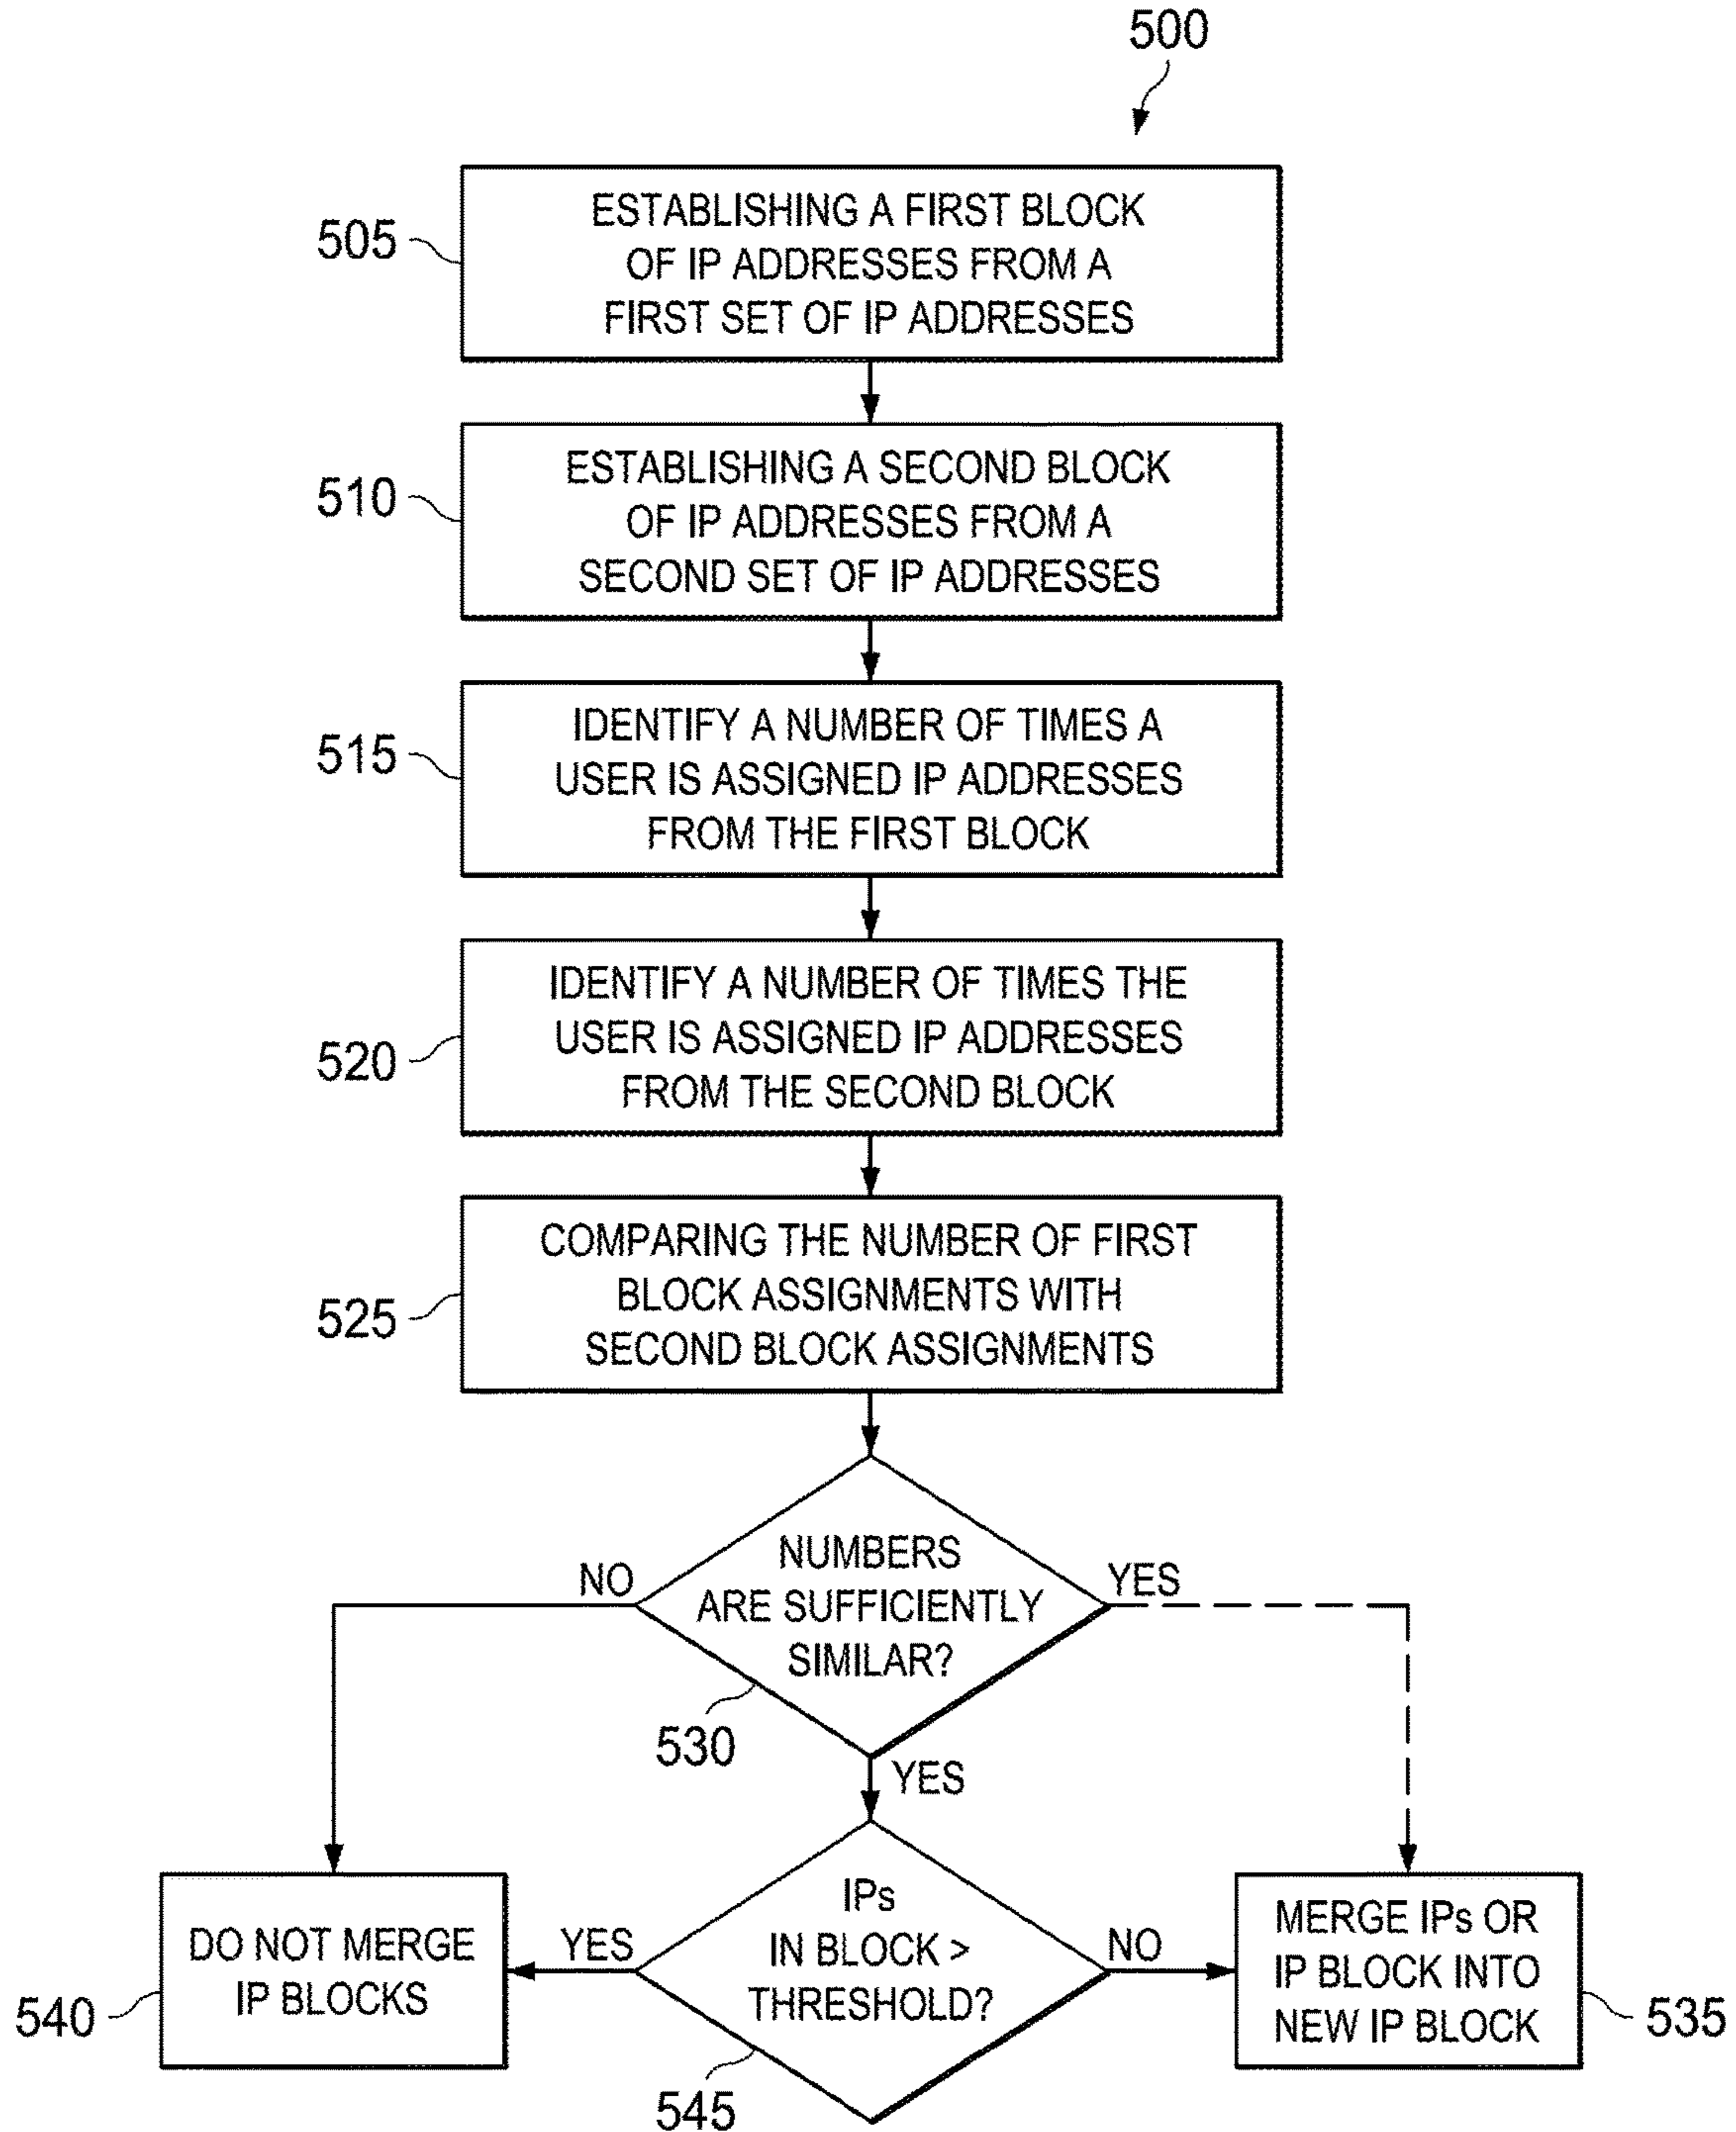 500
505
ESTABLISHING A FIRST BLOCK
OF IP ADDRESSES FROM A
FIRST SET OF IP ADDRESSES
510
ESTABLISHING A SECOND BLOCK
OF IP ADDRESSES FROM A
SECOND SET OF IP ADDRESSES
515
IDENTIFY A NUMBER OF TIMES A
USER IS ASSIGNED IP ADDRESSES
FROM THE FIRST BLOCK
520
IDENTIFY A NUMBER OF TIMES THE
USER IS ASSIGNED IP ADDRESSES
FROM THE SECOND BLOCK
525
COMPARING THE NUMBER OF FIRST
BLOCK ASSIGNMENTS WITH
SECOND BLOCK ASSIGNMENTS
NO
NUMBERS
ARE SUFFICIENTLY
SIMILAR?
YES
530
YES
540
DO NOT MERGE
IP BLOCKS
YES
IPs
IN BLOCK >
THRESHOLD?
NO
545
MERGE IPs OR
IP BLOCK INTO
NEW IP BLOCK
535